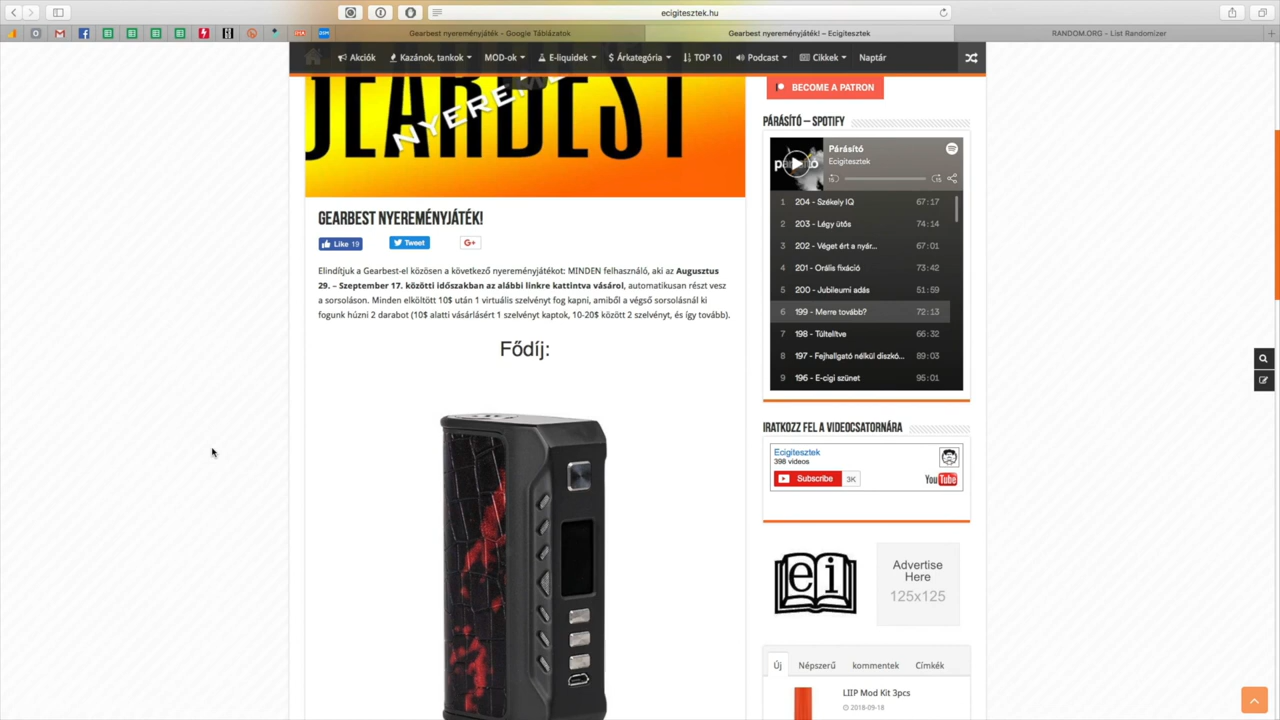 ecigitesztek.hu
Gearbest nyereményjáték - Google Táblázatok
Gearbest nyereményjáték! – Ecigitesztek
RANDOM.ORG - List Randomizer
Akciók
Kazánok, tankok
MOD-ok
E-liquidek
Árkategória
TOP 10
Podcast
Cikkek
Naptár
GEARBEST
NYEREM
BECOME A PATRON
PÁRÁSÍTÓ – SPOTIFY
Párásító
Ecigitesztek
1 204 - Székely IQ 67:17
2 203 - Légy ütős 74:14
3 202 - Véget ért a nyár... 67:01
4 201 - Orális fixáció 73:42
5 200 - Jubileumi adás 51:59
6 199 - Merre tovább? 72:13
7 198 - Túltelítve 66:32
8 197 - Fejhallgató nélkül diszkó... 89:03
9 196 - E-cigi szünet 95:01
GEARBEST NYEREMÉNYJÁTÉK!
Like 19
Tweet
G+
Elindítjuk a Gearbest-el közösen a következő nyereményjátékot: MINDEN felhasználó, aki az Augusztus
29. – Szeptember 17. közötti időszakban az alábbi linkre kattintva vásárol, automatikusan részt vesz
a sorsoláson. Minden elköltött 10$ után 1 virtuális szelvényt fog kapni, amiből a végső sorsolásnál ki
fogunk húzni 2 darabot (10$ alatti vásárlásért 1 szelvényt kaptok, 10-20$ között 2 szelvényt, és így tovább).
Fődíj:
IRATKOZZ FEL A VIDEOCSATORNÁRA
Ecigitesztek
398 videos
Subscribe
3K
YouTube
ei
Advertise
Here
125x125
Új
Népszerű
kommentek
Címkék
LIIP Mod Kit 3pcs
2018-09-18